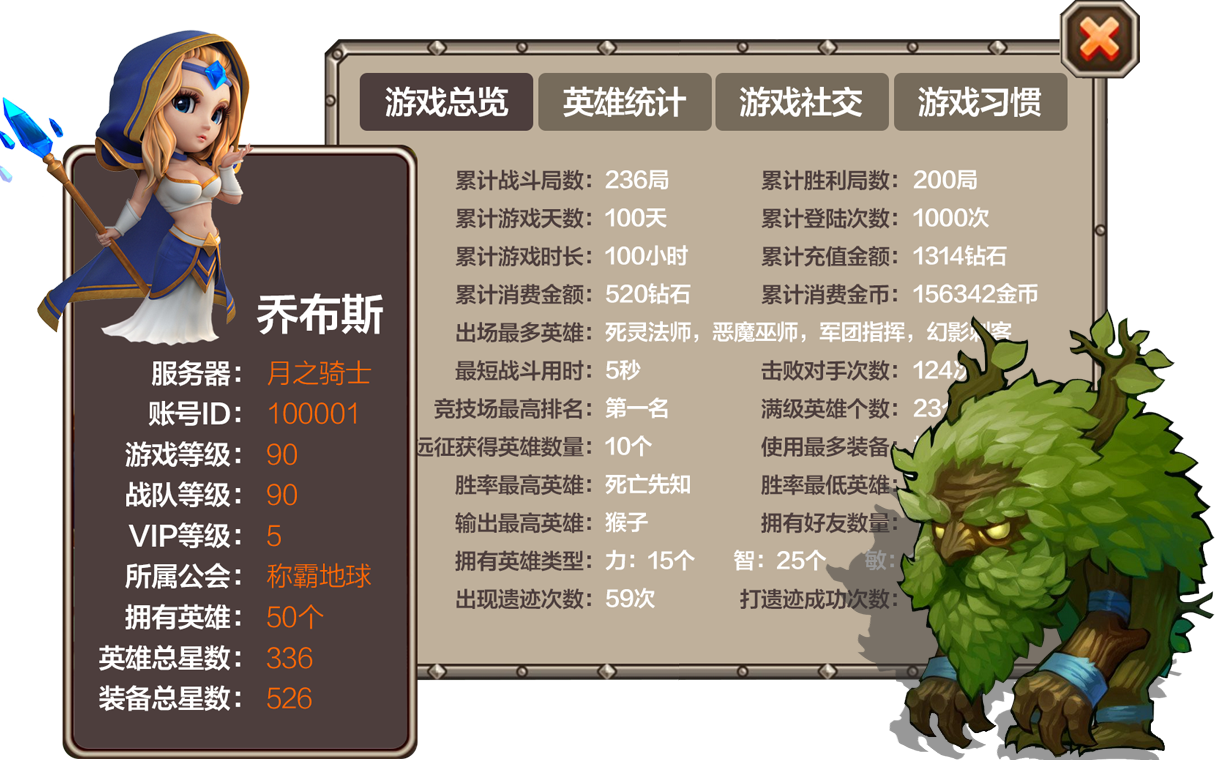 游戏总览 英雄统计 游戏社交 游戏习惯
乔布斯
服务器： 月之骑士
账号ID： 100001
游戏等级： 90
战队等级： 90
VIP等级： 5
所属公会： 称霸地球
拥有英雄： 50个
英雄总星数： 336
装备总星数： 526
累计战斗局数：236局 累计胜利局数：200局
累计游戏天数：100天 累计登陆次数：1000次
累计游戏时长：100小时 累计充值金额：1314钻石
累计消费金额：520钻石 累计消费金币：156342金币
出场最多英雄：死灵法师，恶魔巫师，军团指挥，幻影刺客
最短战斗用时：5秒 击败对手次数：124次
竞技场最高排名：第一名 满级英雄个数：23个
远征获得英雄数量：10个 使用最多装备：
胜率最高英雄：死亡先知 胜率最低英雄：
输出最高英雄：猴子 拥有好友数量：
拥有英雄类型：力：15个 智：25个 敏：
出现遗迹次数：59次 打遗迹成功次数：